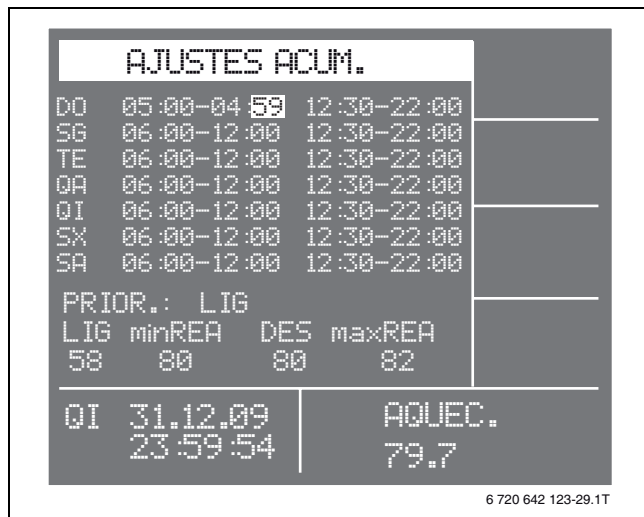 AJUSTES ACUM.
DO 05:00-04:59 12:30-22:00
SG 06:00-12:00 12:30-22:00
TE 06:00-12:00 12:30-22:00
QA 06:00-12:00 12:30-22:00
QI 06:00-12:00 12:30-22:00
SX 06:00-12:00 12:30-22:00
SA 06:00-12:00 12:30-22:00
PRIOR.: LIG
LIG minREA DES maxREA
58 80 80 82
QI 31.12.09
23:59:54
AQUEC.
79.7
6 720 642 123-29.1T